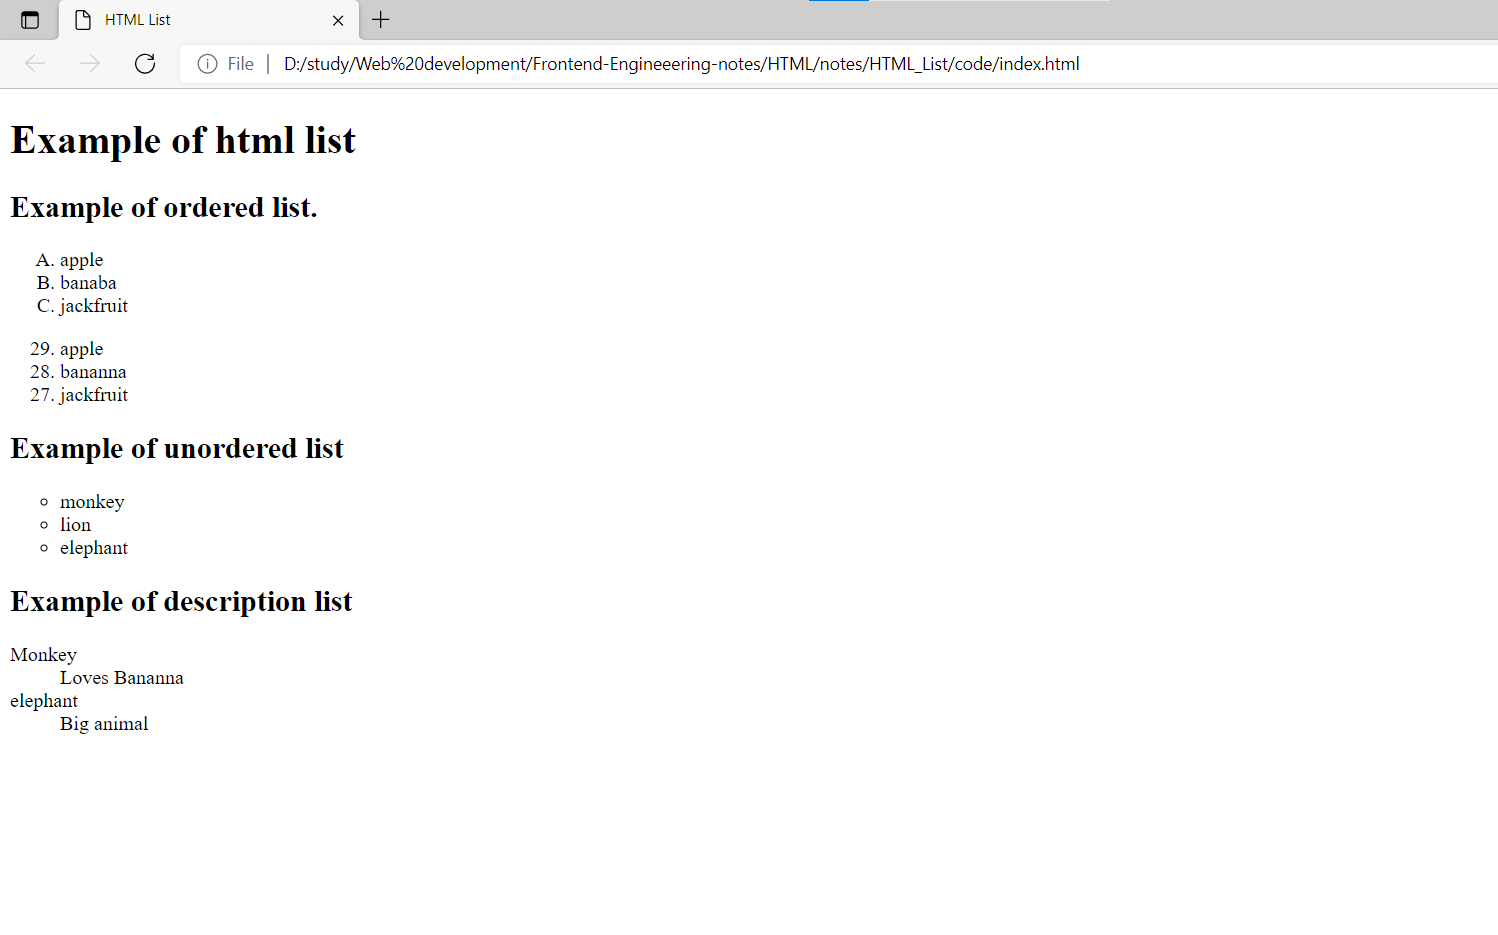 HTML List
File D:/study/Web%20development/Frontend-Engineeering-notes/HTML/notes/HTML_List/code/index.html
Example of html list
Example of ordered list.
A. apple
B. banaba
C. jackfruit
29. apple
28. bananna
27. jackfruit
Example of unordered list
monkey
lion
elephant
Example of description list
Monkey
Loves Bananna
elephant
Big animal